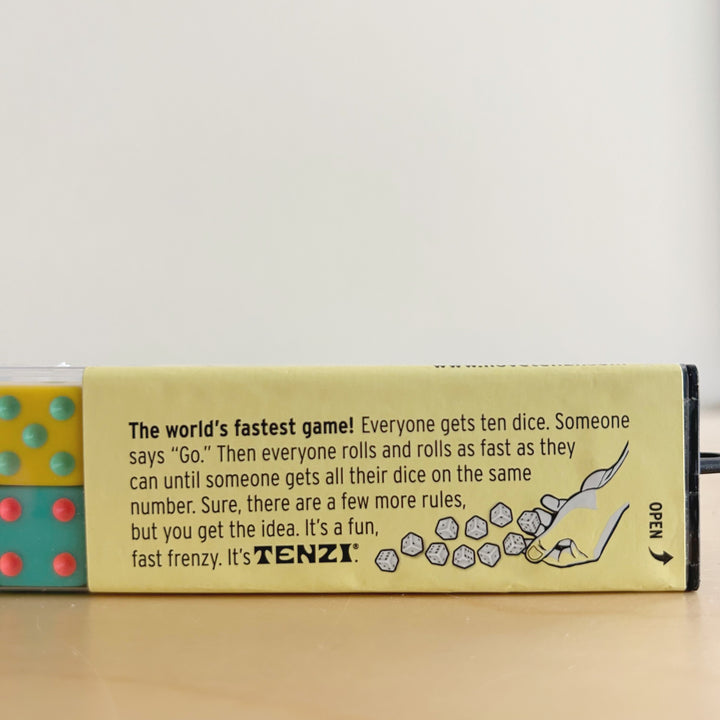 The world's fastest game! Everyone gets ten dice. Someone
says “Go.” Then everyone rolls and rolls as fast as they
can until someone gets all their dice on the same
number. Sure, there are a few more rules,
but you get the idea. It's a fun,
fast frenzy. It's TENZI®.
OPEN